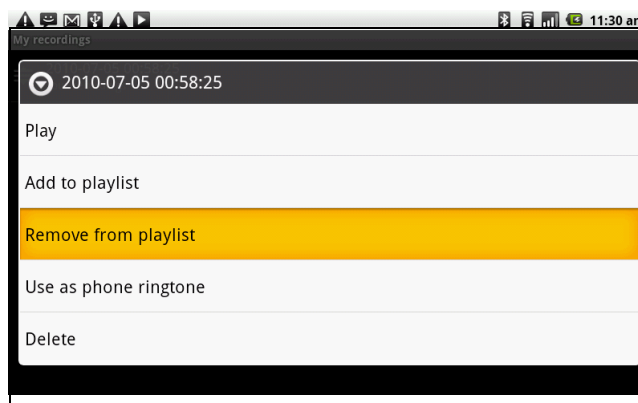 11:30 am
My recordings
2010-07-05 00:58:25
Play
Add to playlist
Remove from playlist
Use as phone ringtone
Delete